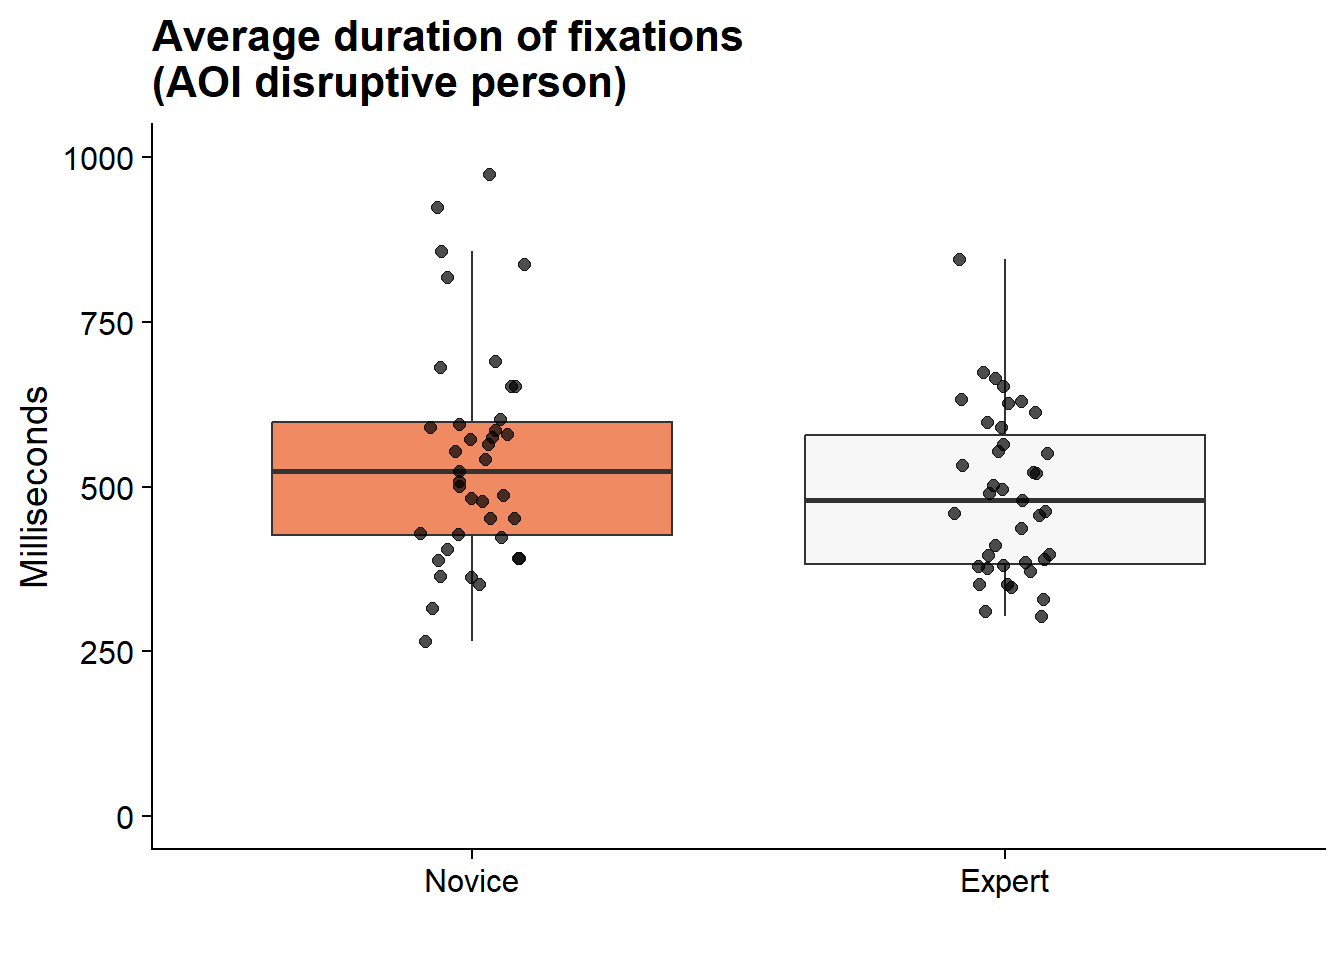 Average duration of fixations
(AOI disruptive person)
Milliseconds
1000
750
500
250
0
Novice
Expert